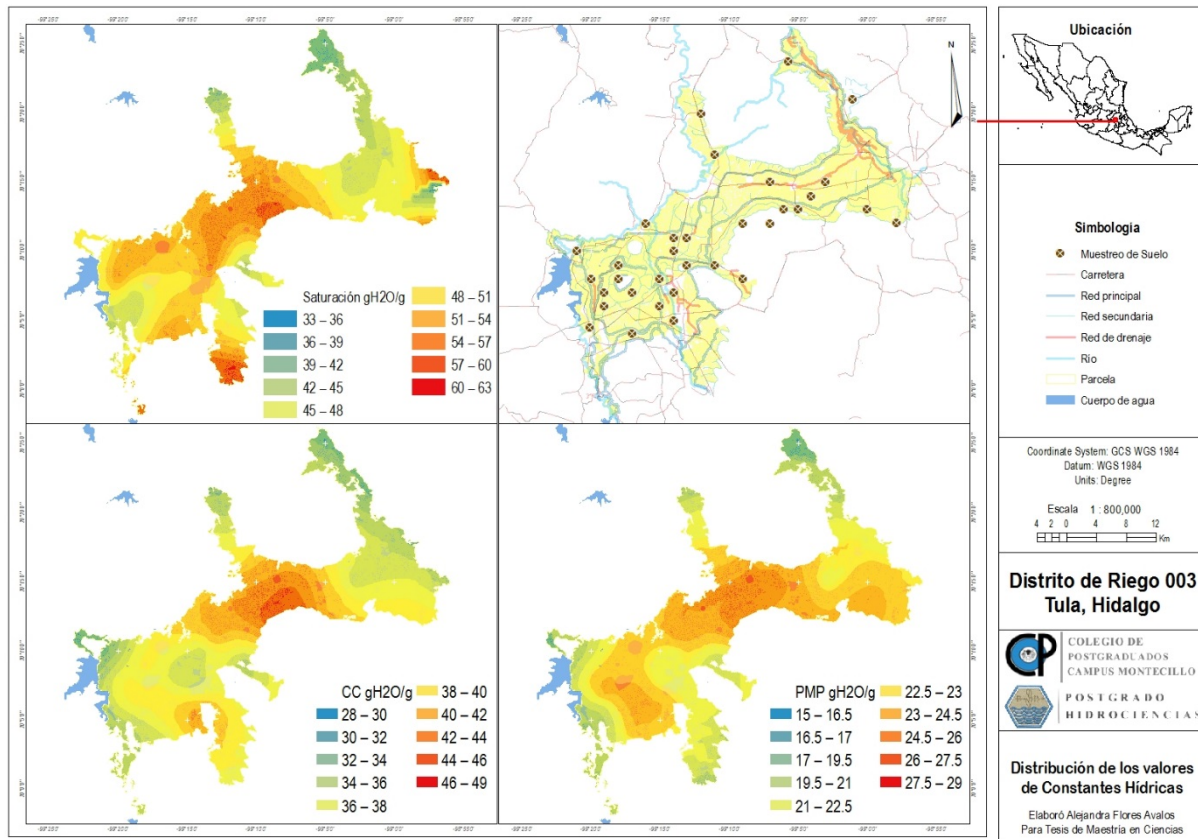 Saturación gH2O/g
33 – 36
36 – 39
39 – 42
42 – 45
45 – 48
48 – 51
51 – 54
54 – 57
57 – 60
60 – 63
N
CC gH2O/g
28 – 30
30 – 32
32 – 34
34 – 36
36 – 38
38 – 40
40 – 42
42 – 44
44 – 46
46 – 49
PMP gH2O/g
15 – 16.5
16.5 – 17
17 – 19.5
19.5 – 21
21 – 22.5
22.5 – 23
23 – 24.5
24.5 – 26
26 – 27.5
27.5 – 29
Ubicación
Simbología
Muestreo de Suelo
Carretera
Red principal
Red secundaria
Red de drenaje
Río
Parcela
Cuerpo de agua
Coordinate System: GCS WGS 1984
Datum: WGS 1984
Units: Degree
Escala 1 : 800,000
4 2 0 4 8 12
Km
Distrito de Riego 003
Tula, Hidalgo
CP
COLEGIO DE
POSTGRADUADOS
CAMPUS MONTECILLO
POSTGRADO
HIDROCIENCIAS
Distribución de los valores
de Constantes Hídricas
Elaboró Alejandra Flores Avalos
Para Tesis de Maestría en Ciencias